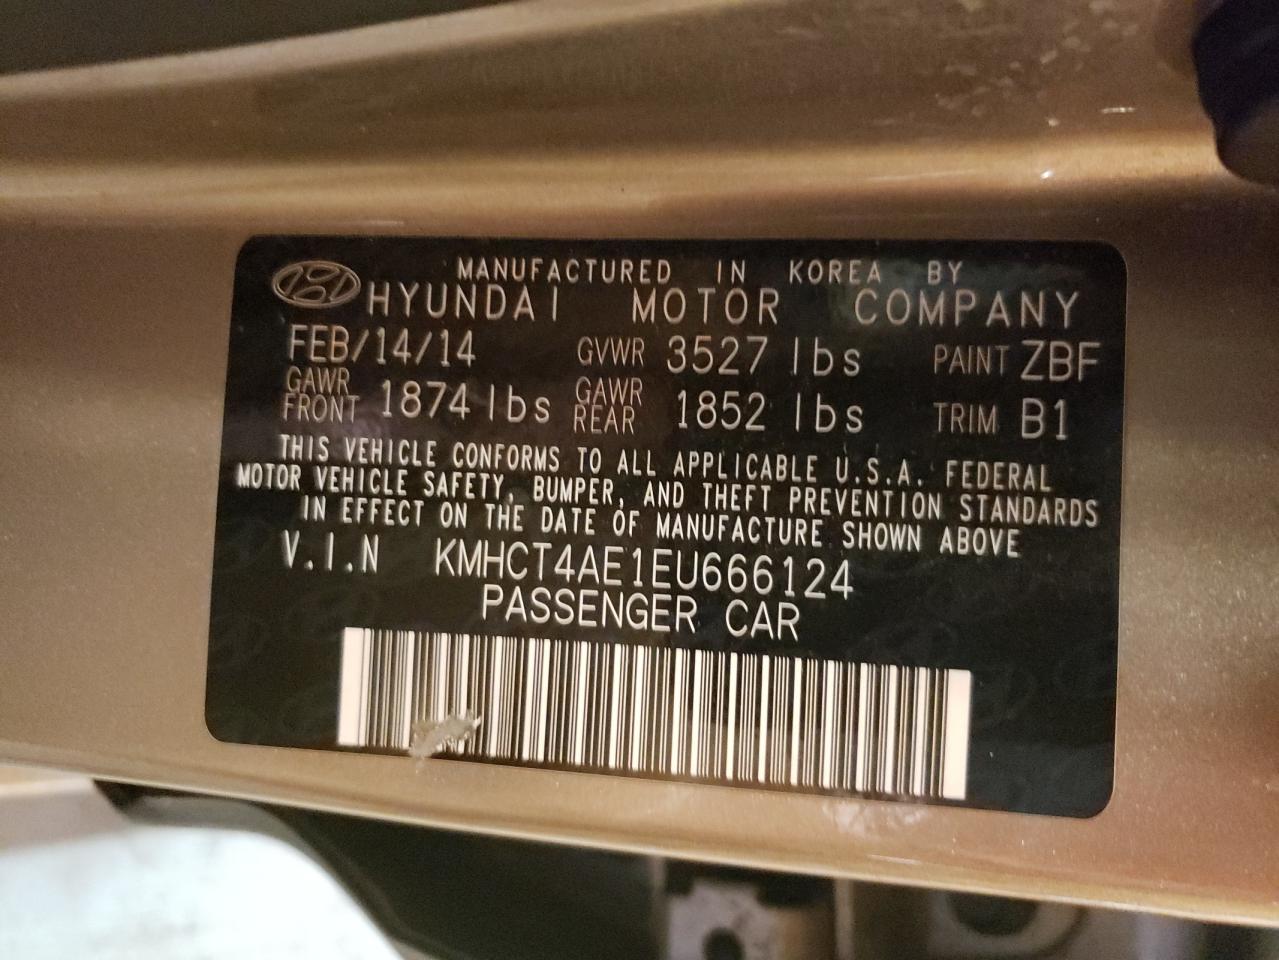 MANUFACTURED IN KOREA BY
HYUNDAI MOTOR COMPANY
FEB/14/14 GVWR 3527 lbs PAINT ZBF
GAWR FRONT 1874 lbs GAWR REAR 1852 lbs TRIM B1
THIS VEHICLE CONFORMS TO ALL APPLICABLE U.S.A. FEDERAL
MOTOR VEHICLE SAFETY, BUMPER, AND THEFT PREVENTION STANDARDS
IN EFFECT ON THE DATE OF MANUFACTURE SHOWN ABOVE
V.I.N KMHCT4AE1EU666124
PASSENGER CAR